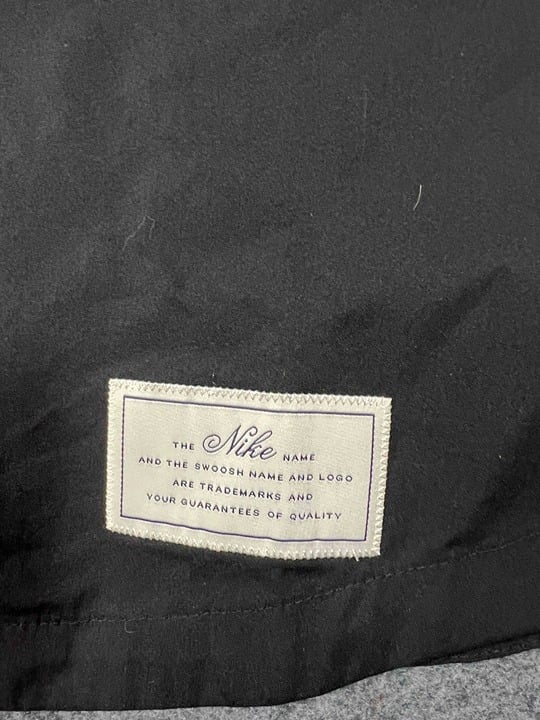 THE Nike NAME
AND THE SWOOSH NAME AND LOGO
ARE TRADEMARKS AND
YOUR GUARANTEES OF QUALITY